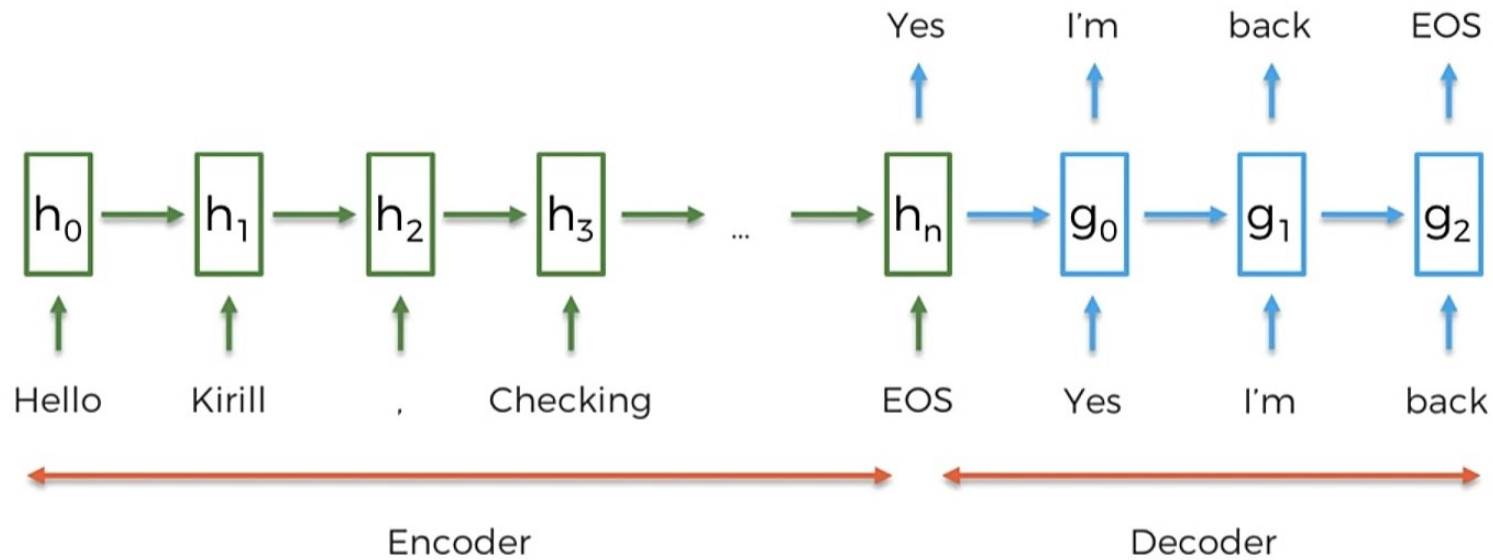 Yes I'm back EOS
h₀ h₁ h₂ h₃ ... hₙ g₀ g₁ g₂
Hello Kirill , Checking EOS Yes I'm back
Encoder Decoder